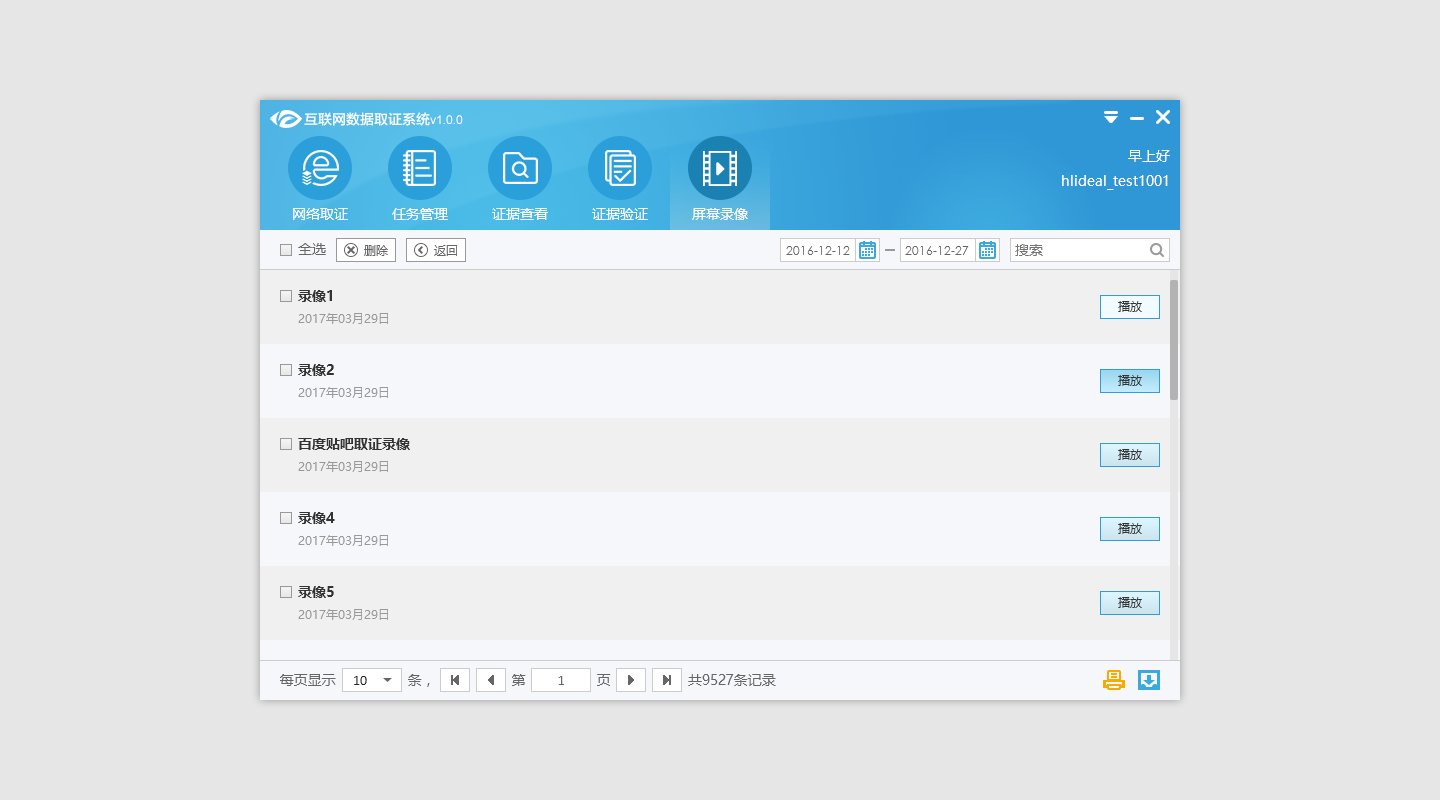 互联网数据取证系统v1.0.0
早上好
hlideal_test1001
网络取证 任务管理 证据查看 证据验证 屏幕录像
全选 删除 返回 2016-12-12 2016-12-27 搜索
录像1
2017年03月29日
播放
录像2
2017年03月29日
播放
百度贴吧取证录像
2017年03月29日
播放
录像4
2017年03月29日
播放
录像5
2017年03月29日
播放
每页显示 10 条， 第 1 页 共9527条记录